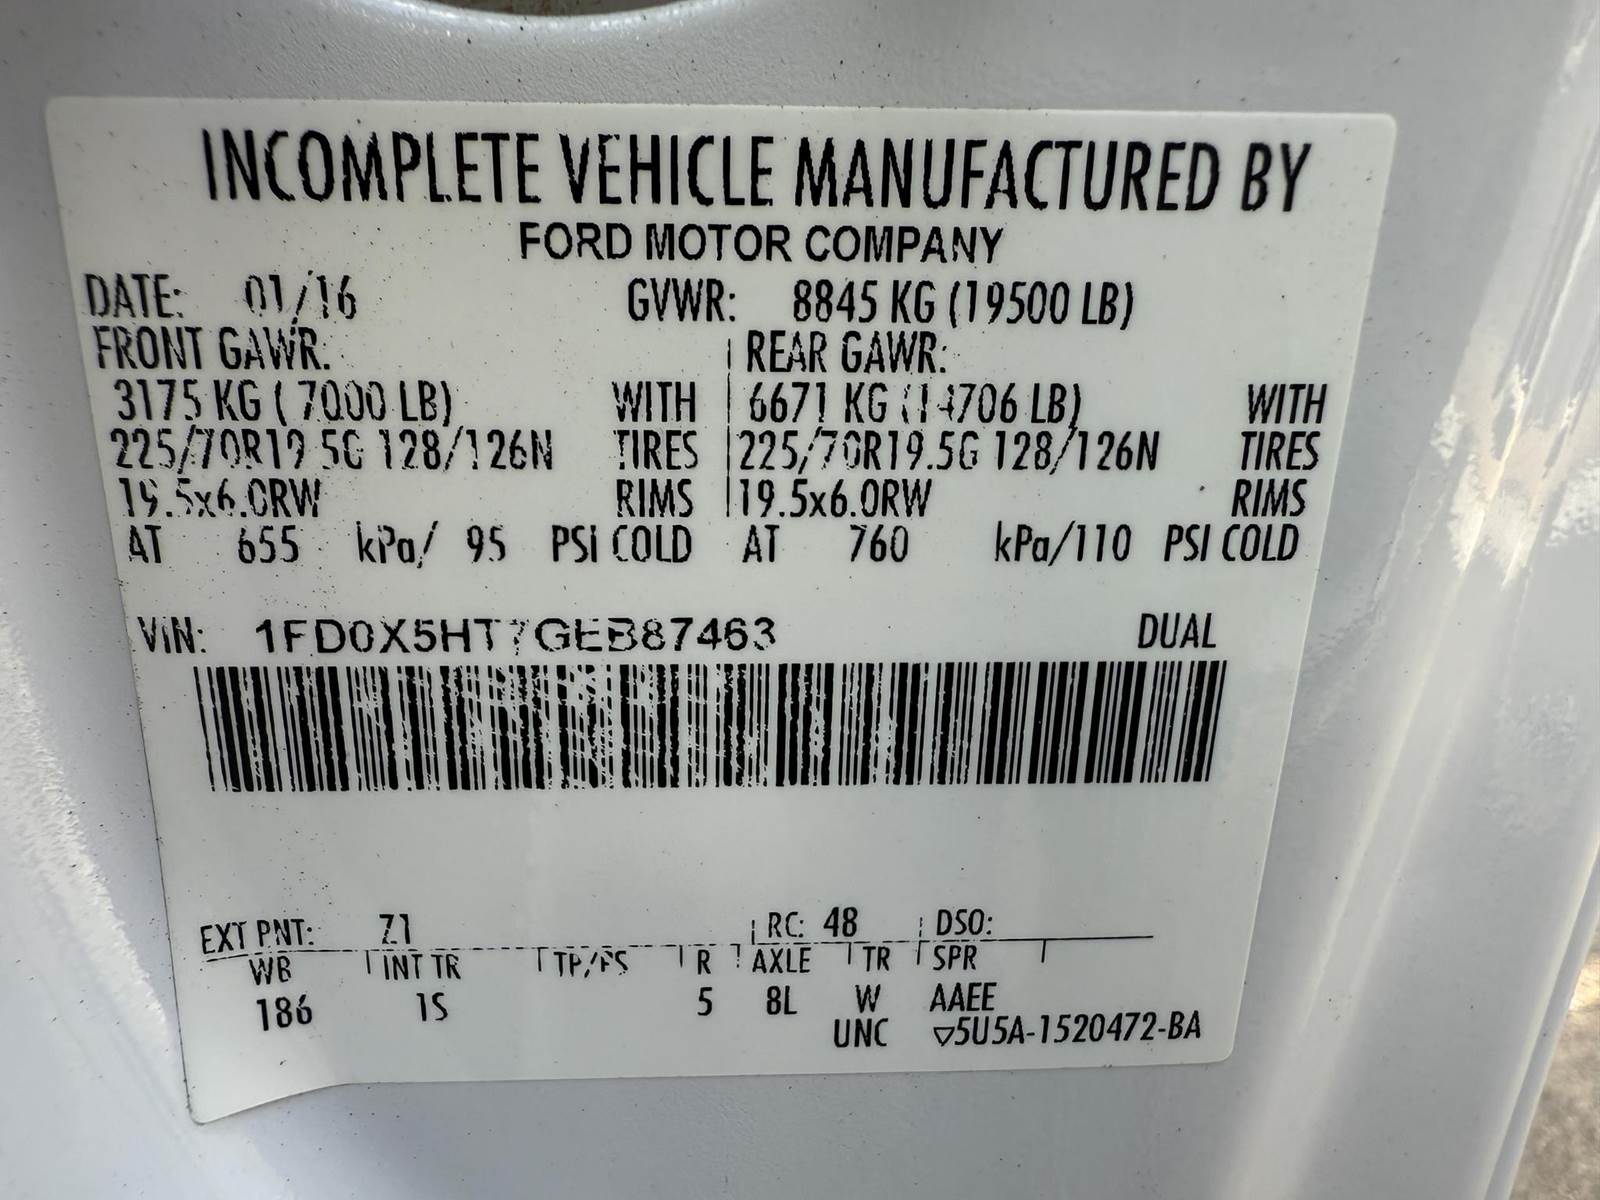 INCOMPLETE VEHICLE MANUFACTURED BY
FORD MOTOR COMPANY
DATE: 01/16 GVWR: 8845 KG (19500 LB)
FRONT GAWR: REAR GAWR:
3175 KG ( 7000 LB) WITH 6671 KG (14706 LB) WITH
225/70R19.5G 128/126N TIRES 225/70R19.5G 128/126N TIRES
19.5x6.0RW RIMS 19.5x6.0RW RIMS
AT 655 kPa/ 95 PSI COLD AT 760 kPa/110 PSI COLD
VIN: 1FD0X5HT7GEB87463 DUAL
EXT PNT: Z1 RC: 48 DSO:
WB INT TR TP/PS R AXLE TR SPR
186 1S 5 8L W AAEE
UNC ▽5U5A-1520472-BA